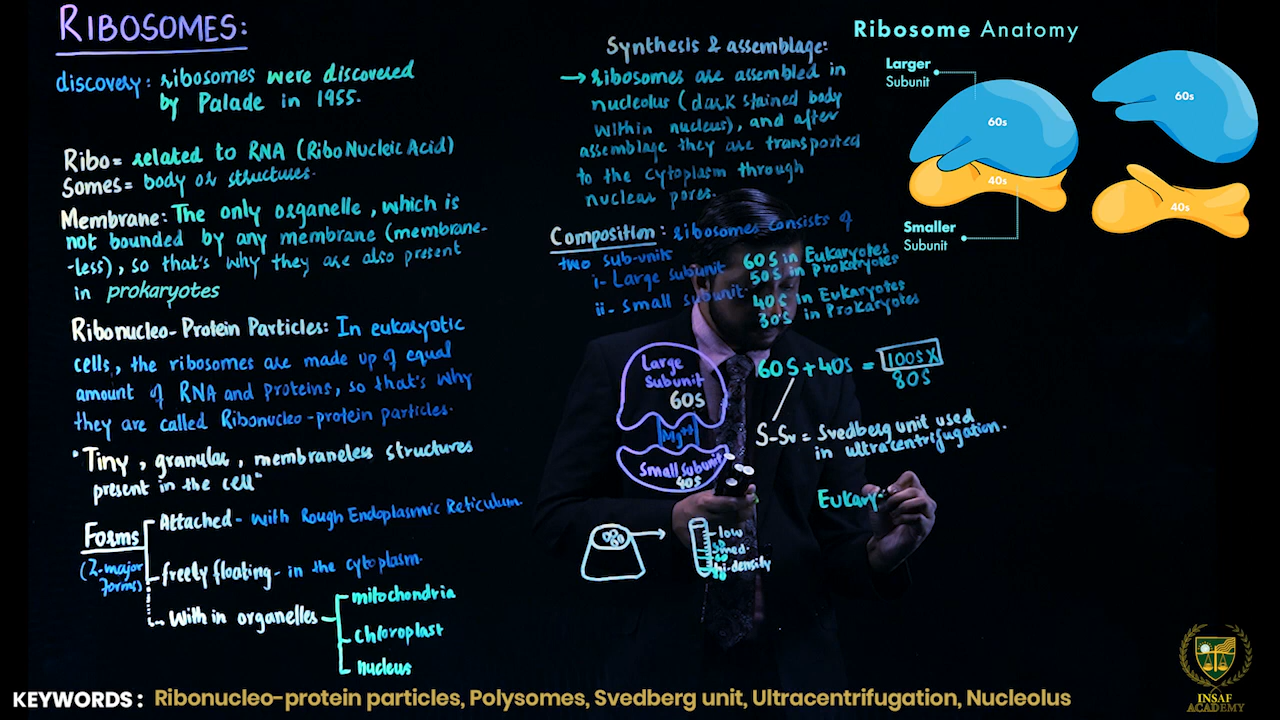 RIBOSOMES:
discovery: ribosomes were discovered
by Palade in 1955.
Ribo = related to RNA (Ribo Nucleic Acid)
Somes = body or structures.
Membrane: The only organelle, which is
not bounded by any membrane (membrane-
-less), so that's why they are also present
in prokaryotes
Ribonucleo-Protein Particles: In eukaryotic
cells, the ribosomes are made up of equal
amount of RNA and proteins, so that's why
they are called Ribonucleo-protein particles.
"Tiny, granular, membraneless structures
present in the cell"
Forms
(2-major
forms)
Attached - with Rough Endoplasmic Reticulum.
freely floating - in the cytoplasm.
With in organelles
mitochondria
chloroplast
nucleus
Synthesis & assemblage:
→ ribosomes are assembled in
nucleolus (dark stained body
within nucleus), and after
assemblage they are transported
to the cytoplasm through
nuclear pores.
Composition: ribosomes consists of
two sub-units
i- Large subunit 60S in Eukaryotes
50S in Prokaryotes
ii- Small subunit. 40S in Eukaryotes
30S in Prokaryotes
Large
Subunit
60S
Mg++
Small subunit
40S
60S + 40S = 100S X
80S
S-Sv = Svedberg unit used
in ultracentrifugation.
Eukary
low
med.
hi-density
Ribosome Anatomy
Larger
Subunit
60s
40s
Smaller
Subunit
60s
40s
KEYWORDS: Ribonucleo-protein particles, Polysomes, Svedberg unit, Ultracentrifugation, Nucleolus
INSAF
ACADEMY